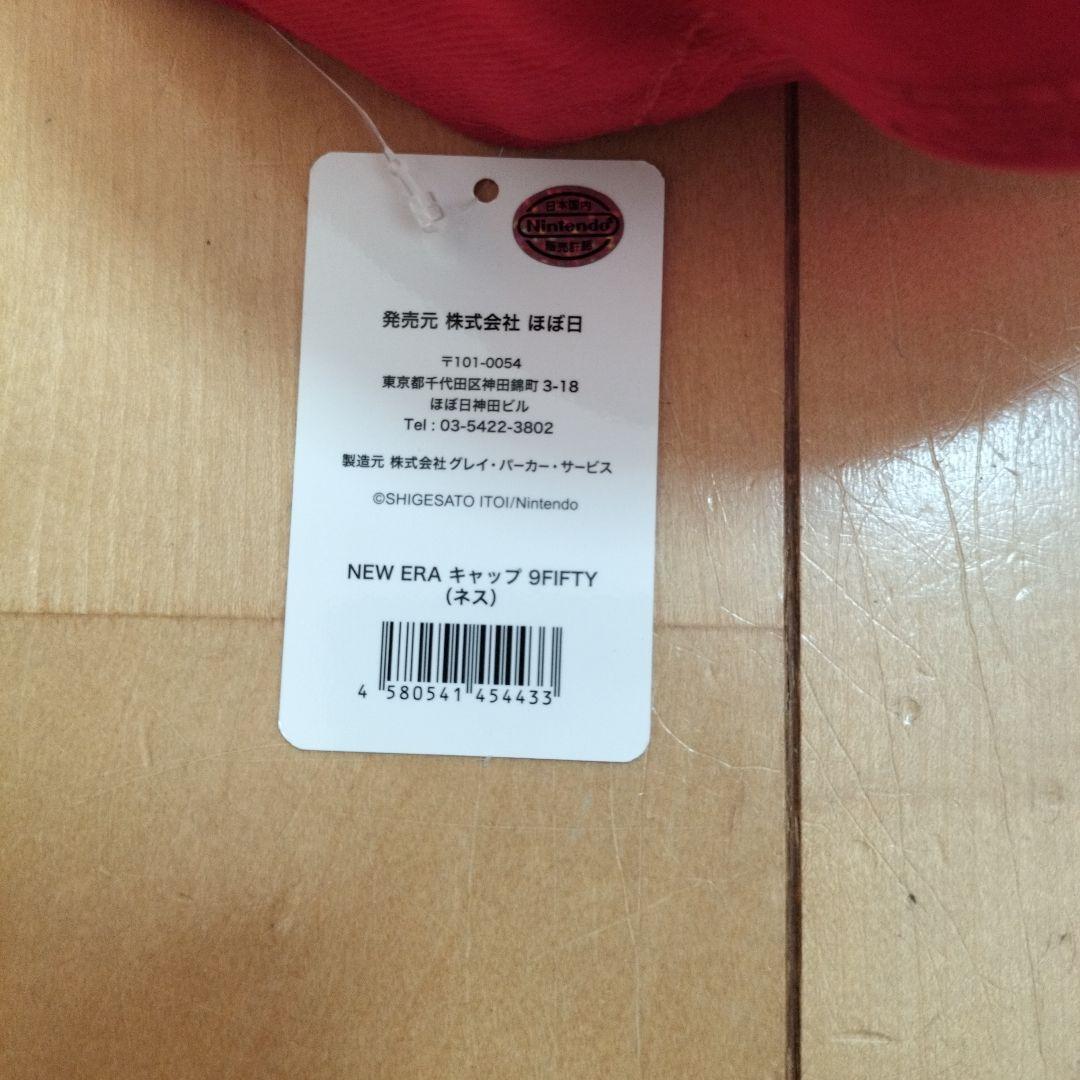 日本国内
Nintendo®
販売許諾
発売元 株式会社 ほぼ日
〒101-0054
東京都千代田区神田錦町 3-18
ほぼ日神田ビル
Tel : 03-5422-3802
製造元 株式会社グレイ・パーカー・サービス
©SHIGESATO ITOI/Nintendo
NEW ERA キャップ 9FIFTY
（ネス）
4 580541 454433